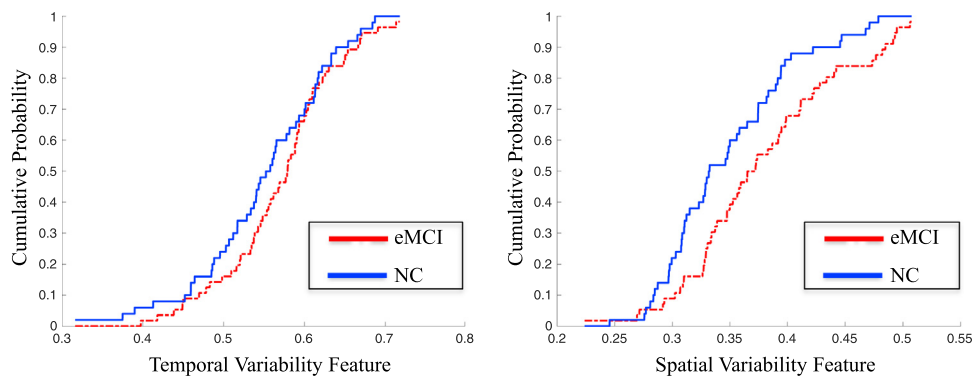 Cumulative Probability
1
0.9
0.8
0.7
0.6
0.5
0.4
0.3
0.2
0.1
0
0.3 0.4 0.5 0.6 0.7 0.8
Temporal Variability Feature
eMCI
NC
Cumulative Probability
1
0.9
0.8
0.7
0.6
0.5
0.4
0.3
0.2
0.1
0
0.2 0.25 0.3 0.35 0.4 0.45 0.5 0.55
Spatial Variability Feature
eMCI
NC